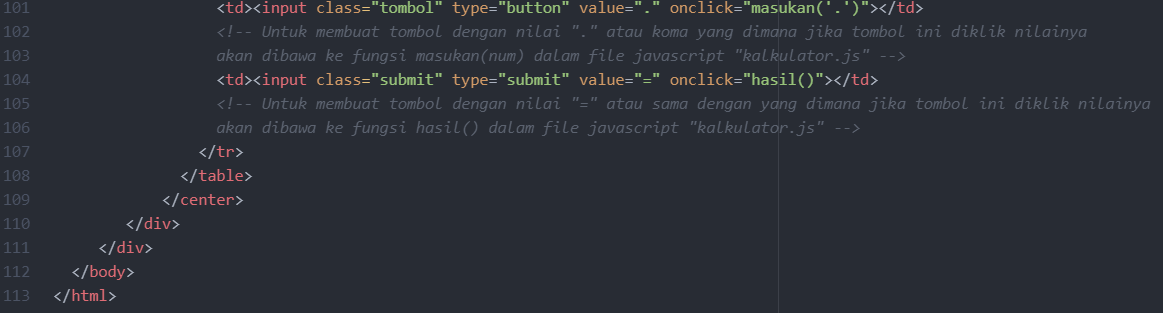 101 <td><input class="tombol" type="button" value="." onclick="masukan('.')"></td>
102 <!-- Untuk membuat tombol dengan nilai "." atau koma yang dimana jika tombol ini diklik nilainya
103 akan dibawa ke fungsi masukan(num) dalam file javascript "kalkulator.js" -->
104 <td><input class="submit" type="submit" value="=" onclick="hasil()"></td>
105 <!-- Untuk membuat tombol dengan nilai "=" atau sama dengan yang dimana jika tombol ini diklik nilainya
106 akan dibawa ke fungsi hasil() dalam file javascript "kalkulator.js" -->
107 </tr>
108 </table>
109 </center>
110 </div>
111 </div>
112 </body>
113 </html>